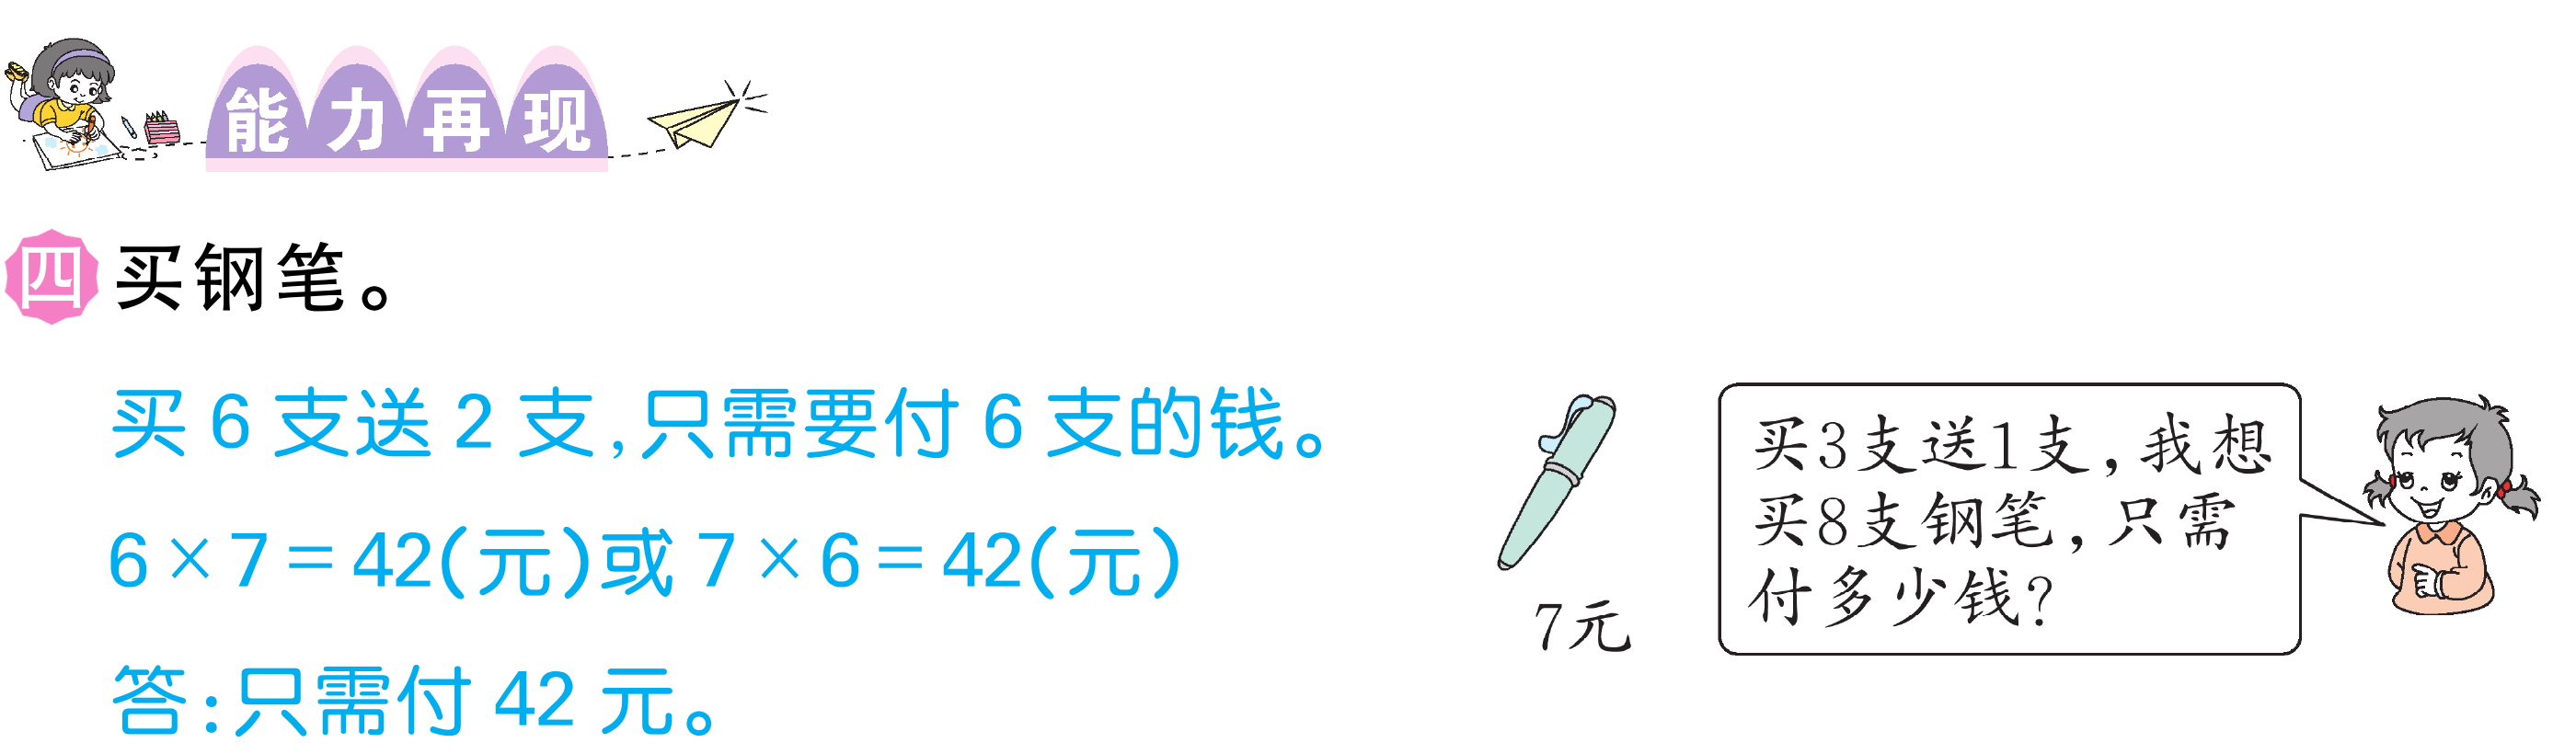 能力再现
四 买钢笔。
买6支送2支,只需要付6支的钱。
6×7=42(元)或7×6=42(元)
答:只需付42元。
7元
买3支送1支,我想
买8支钢笔,只需
付多少钱?